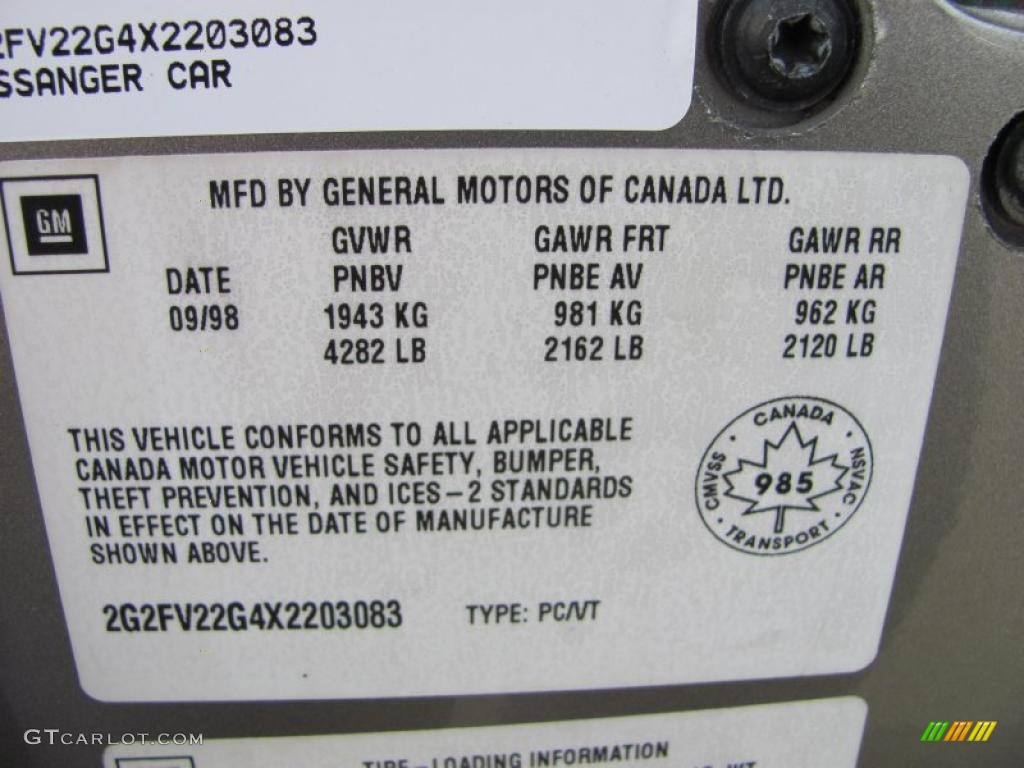 2FV22G4X2203083
SSANGER CAR
GM
MFD BY GENERAL MOTORS OF CANADA LTD.
GVWR GAWR FRT GAWR RR
DATE PNBV PNBE AV PNBE AR
09/98 1943 KG 981 KG 962 KG
4282 LB 2162 LB 2120 LB
THIS VEHICLE CONFORMS TO ALL APPLICABLE
CANADA MOTOR VEHICLE SAFETY, BUMPER,
THEFT PREVENTION, AND ICES-2 STANDARDS
IN EFFECT ON THE DATE OF MANUFACTURE
SHOWN ABOVE.
CANADA
CMVSS
985
NSVAC
TRANSPORT
2G2FV22G4X2203083 TYPE: PC/VT
TIRE-LOADING INFORMATION
GTCARLOT.COM